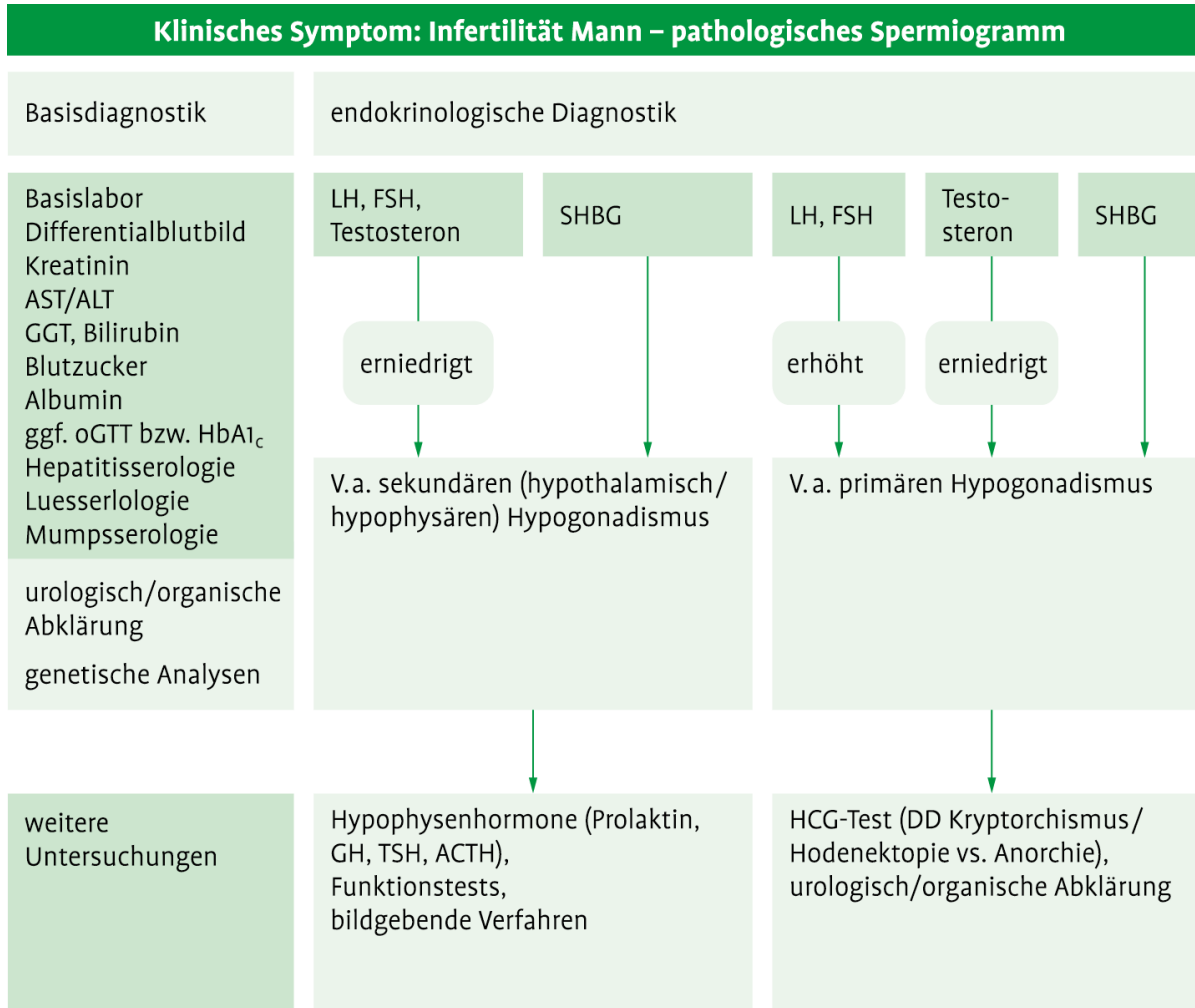 Klinisches Symptom: Infertilität Mann – pathologisches Spermiogramm
Basisdiagnostik
endokrinologische Diagnostik
Basislabor
Differentialblutbild
Kreatinin
AST/ALT
GGT, Bilirubin
Blutzucker
Albumin
ggf. oGTT bzw. HbA1c
Hepatitisserologie
Luesserlologie
Mumpsserologie
urologisch/organische
Abklärung
genetische Analysen
LH, FSH,
Testosteron
SHBG
erniedrigt
V.a. sekundären (hypothalamisch/
hypophysären) Hypogonadismus
LH, FSH
Testo-
steron
SHBG
erhöht
erniedrigt
V.a. primären Hypogonadismus
weitere
Untersuchungen
Hypophysenhormone (Prolaktin,
GH, TSH, ACTH),
Funktionstests,
bildgebende Verfahren
HCG-Test (DD Kryptorchismus/
Hodenektopie vs. Anorchie),
urologisch/organische Abklärung